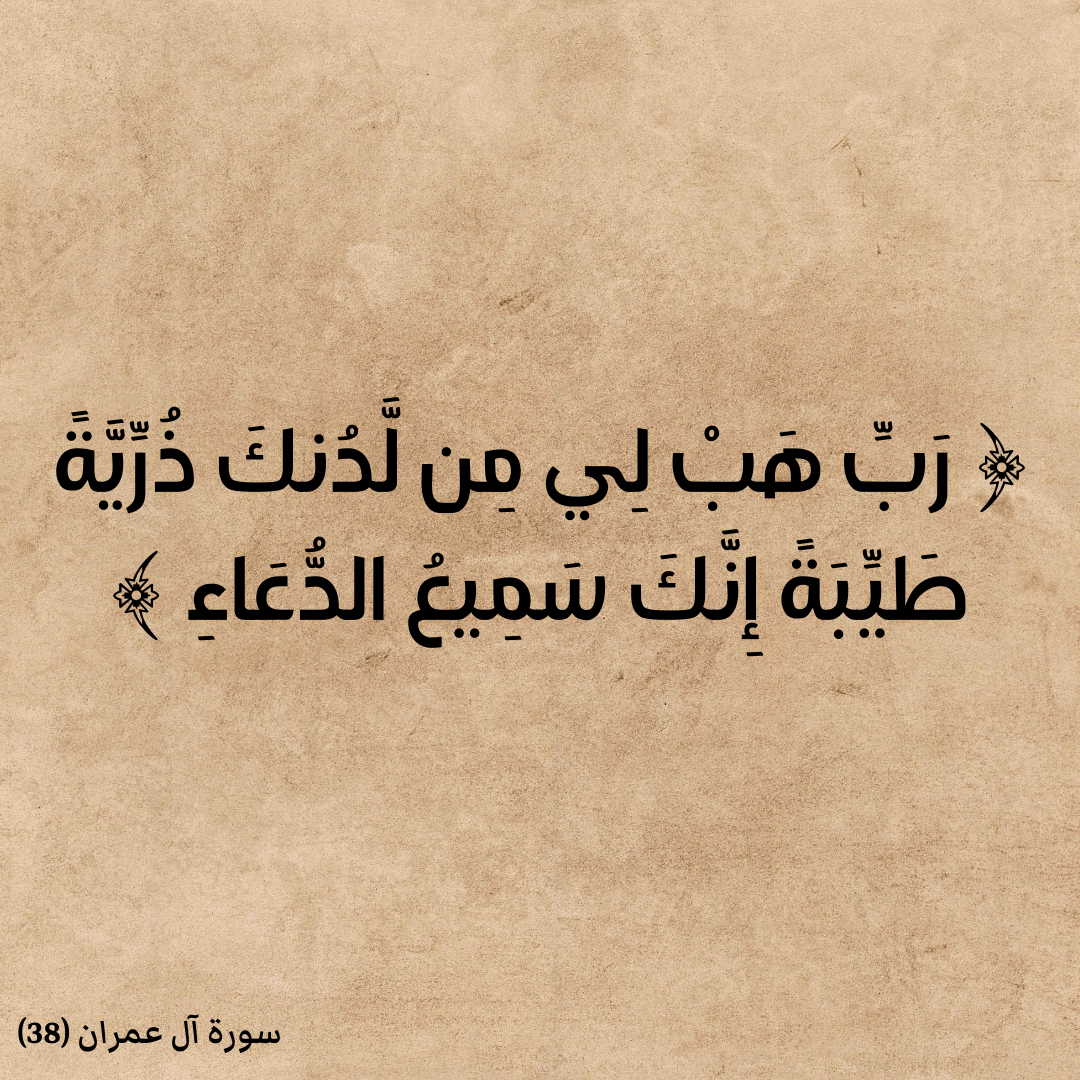 ﴿ رَبِّ هَبْ لِي مِن لَّدُنكَ ذُرِّيَّةً
طَيِّبَةً إِنَّكَ سَمِيعُ الدُّعَاءِ ﴾
سورة آل عمران (38)